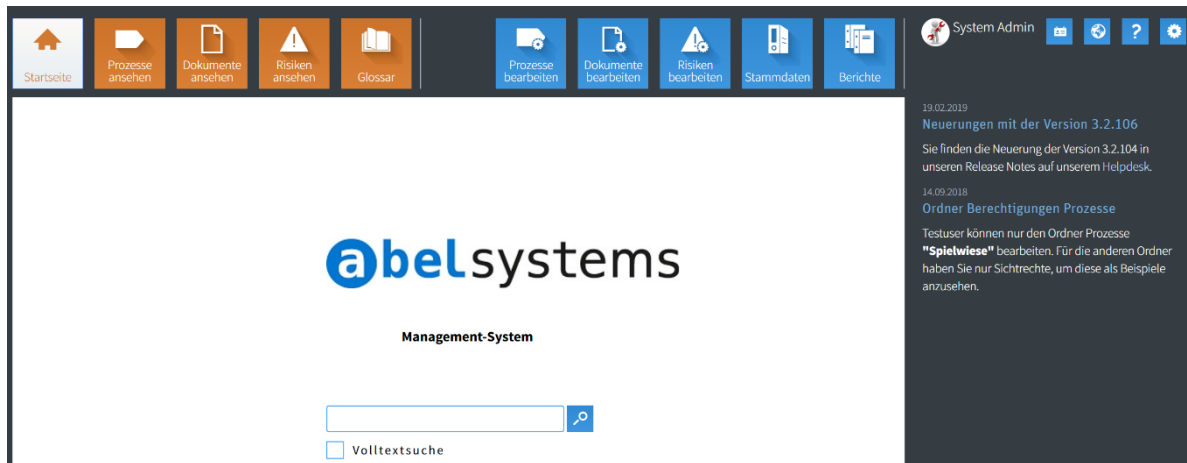 Startseite
Prozesse
ansehen
Dokumente
ansehen
Risiken
ansehen
Glossar
Prozesse
bearbeiten
Dokumente
bearbeiten
Risiken
bearbeiten
Stammdaten
Berichte
System Admin
?
abelsystems
Management-System
Volltextsuche
19.02.2019
Neuerungen mit der Version 3.2.106
Sie finden die Neuerung der Version 3.2.104 in
unseren Release Notes auf unserem Helpdesk.
14.09.2018
Ordner Berechtigungen Prozesse
Testuser können nur den Ordner Prozesse
"Spielwiese" bearbeiten. Für die anderen Ordner
haben Sie nur Sichtrechte, um diese als Beispiele
anzusehen.